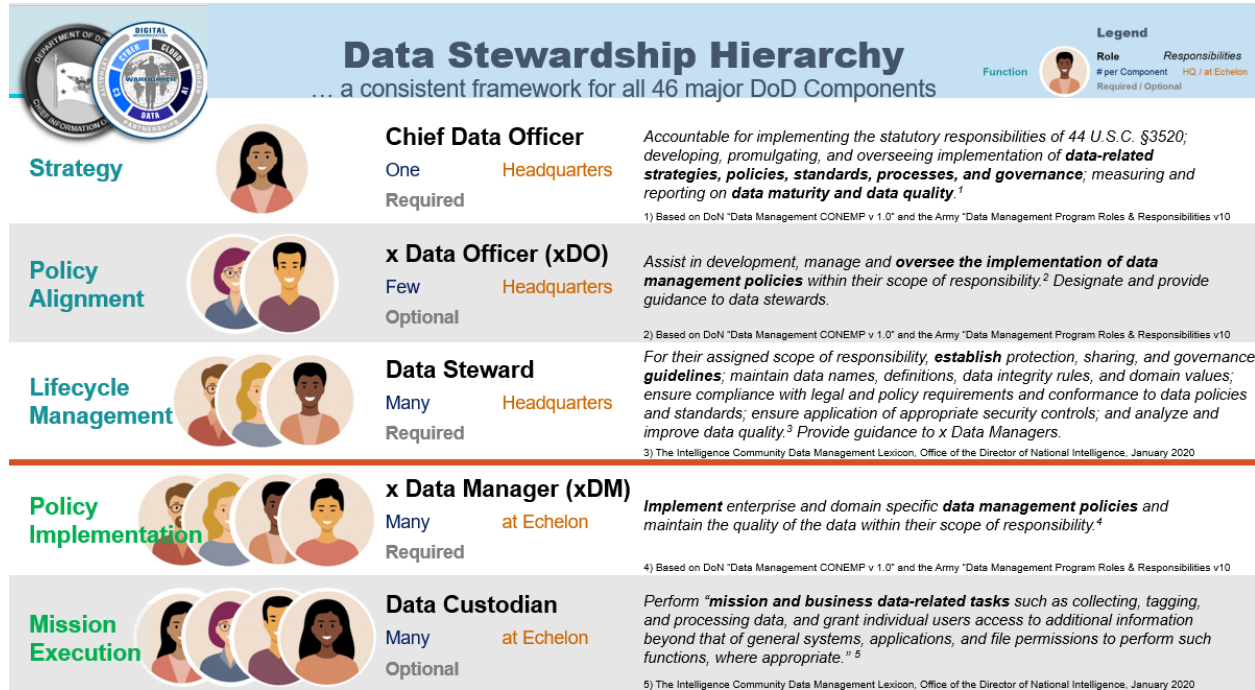 DEPARTMENT OF DE
CHIEF INFORMATION O
DIGITAL
MODERNIZATION
CYBER
CLOUD
LETHALITY
WARFIGHTER
C3
AI
DATA
PARTNERSHIPS
Data Stewardship Hierarchy
… a consistent framework for all 46 major DoD Components
Legend
Function
Role Responsibilities
# per Component HQ / at Echelon
Required / Optional
Strategy
Chief Data Officer
One Headquarters
Required
Accountable for implementing the statutory responsibilities of 44 U.S.C. §3520;
developing, promulgating, and overseeing implementation of data-related
strategies, policies, standards, processes, and governance; measuring and
reporting on data maturity and data quality.1
1) Based on DoN "Data Management CONEMP v 1.0" and the Army "Data Management Program Roles & Responsibilities v10
Policy
Alignment
x Data Officer (xDO)
Few Headquarters
Optional
Assist in development, manage and oversee the implementation of data
management policies within their scope of responsibility.2 Designate and provide
guidance to data stewards.
2) Based on DoN "Data Management CONEMP v 1.0" and the Army "Data Management Program Roles & Responsibilities v10
Lifecycle
Management
Data Steward
Many Headquarters
Required
For their assigned scope of responsibility, establish protection, sharing, and governance
guidelines; maintain data names, definitions, data integrity rules, and domain values;
ensure compliance with legal and policy requirements and conformance to data policies
and standards; ensure application of appropriate security controls; and analyze and
improve data quality.3 Provide guidance to x Data Managers.
3) The Intelligence Community Data Management Lexicon, Office of the Director of National Intelligence, January 2020
Policy
Implementation
x Data Manager (xDM)
Many at Echelon
Required
Implement enterprise and domain specific data management policies and
maintain the quality of the data within their scope of responsibility.4
4) Based on DoN "Data Management CONEMP v 1.0" and the Army "Data Management Program Roles & Responsibilities v10
Mission
Execution
Data Custodian
Many at Echelon
Optional
Perform "mission and business data-related tasks such as collecting, tagging,
and processing data, and grant individual users access to additional information
beyond that of general systems, applications, and file permissions to perform such
functions, where appropriate." 5
5) The Intelligence Community Data Management Lexicon, Office of the Director of National Intelligence, January 2020